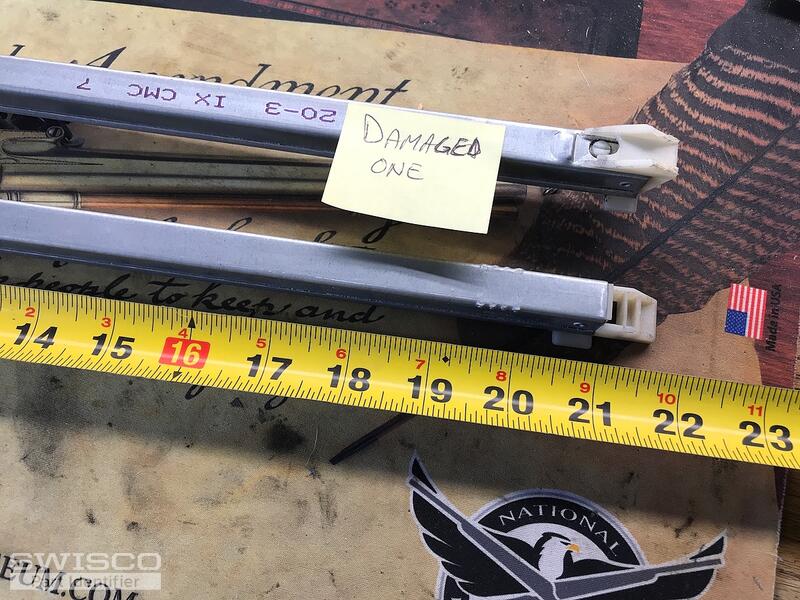 Amendment
7 IX CMC 20-3
DAMAGED
ONE
people to keep and
2 3 4 5 6 7 8 9 10 11
14 15 16 17 18 19 20 21 22 23
Made in USA
NATIONAL
SWISCO
Part Identifier
EUM.COM